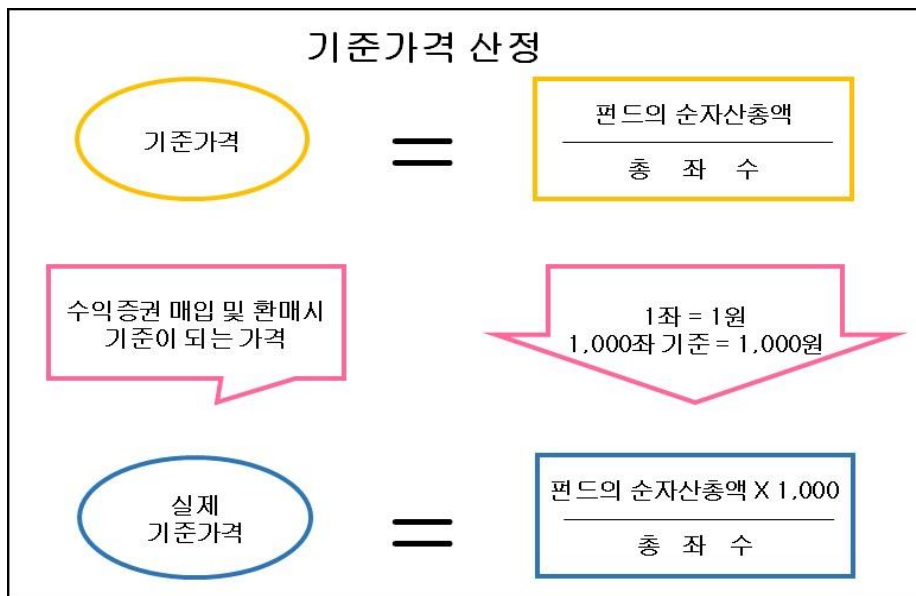 기준가격 산정
기준가격
펀드의 순자산총액
총 좌 수
수익증권 매입 및 환매시
기준이 되는 가격
1좌 = 1원
1,000좌 기준 = 1,000원
실제
기준가격
펀드의 순자산총액 X 1,000
총 좌 수